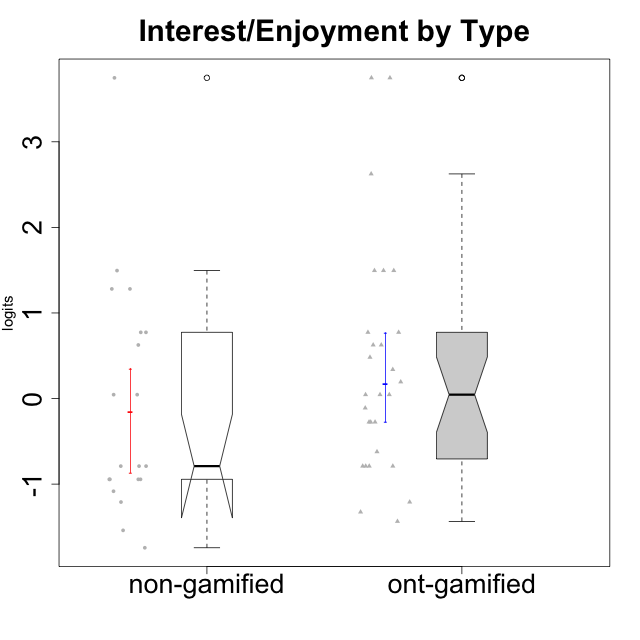 Interest/Enjoyment by Type
logits
3
2
1
0
-1
non-gamified
ont-gamified